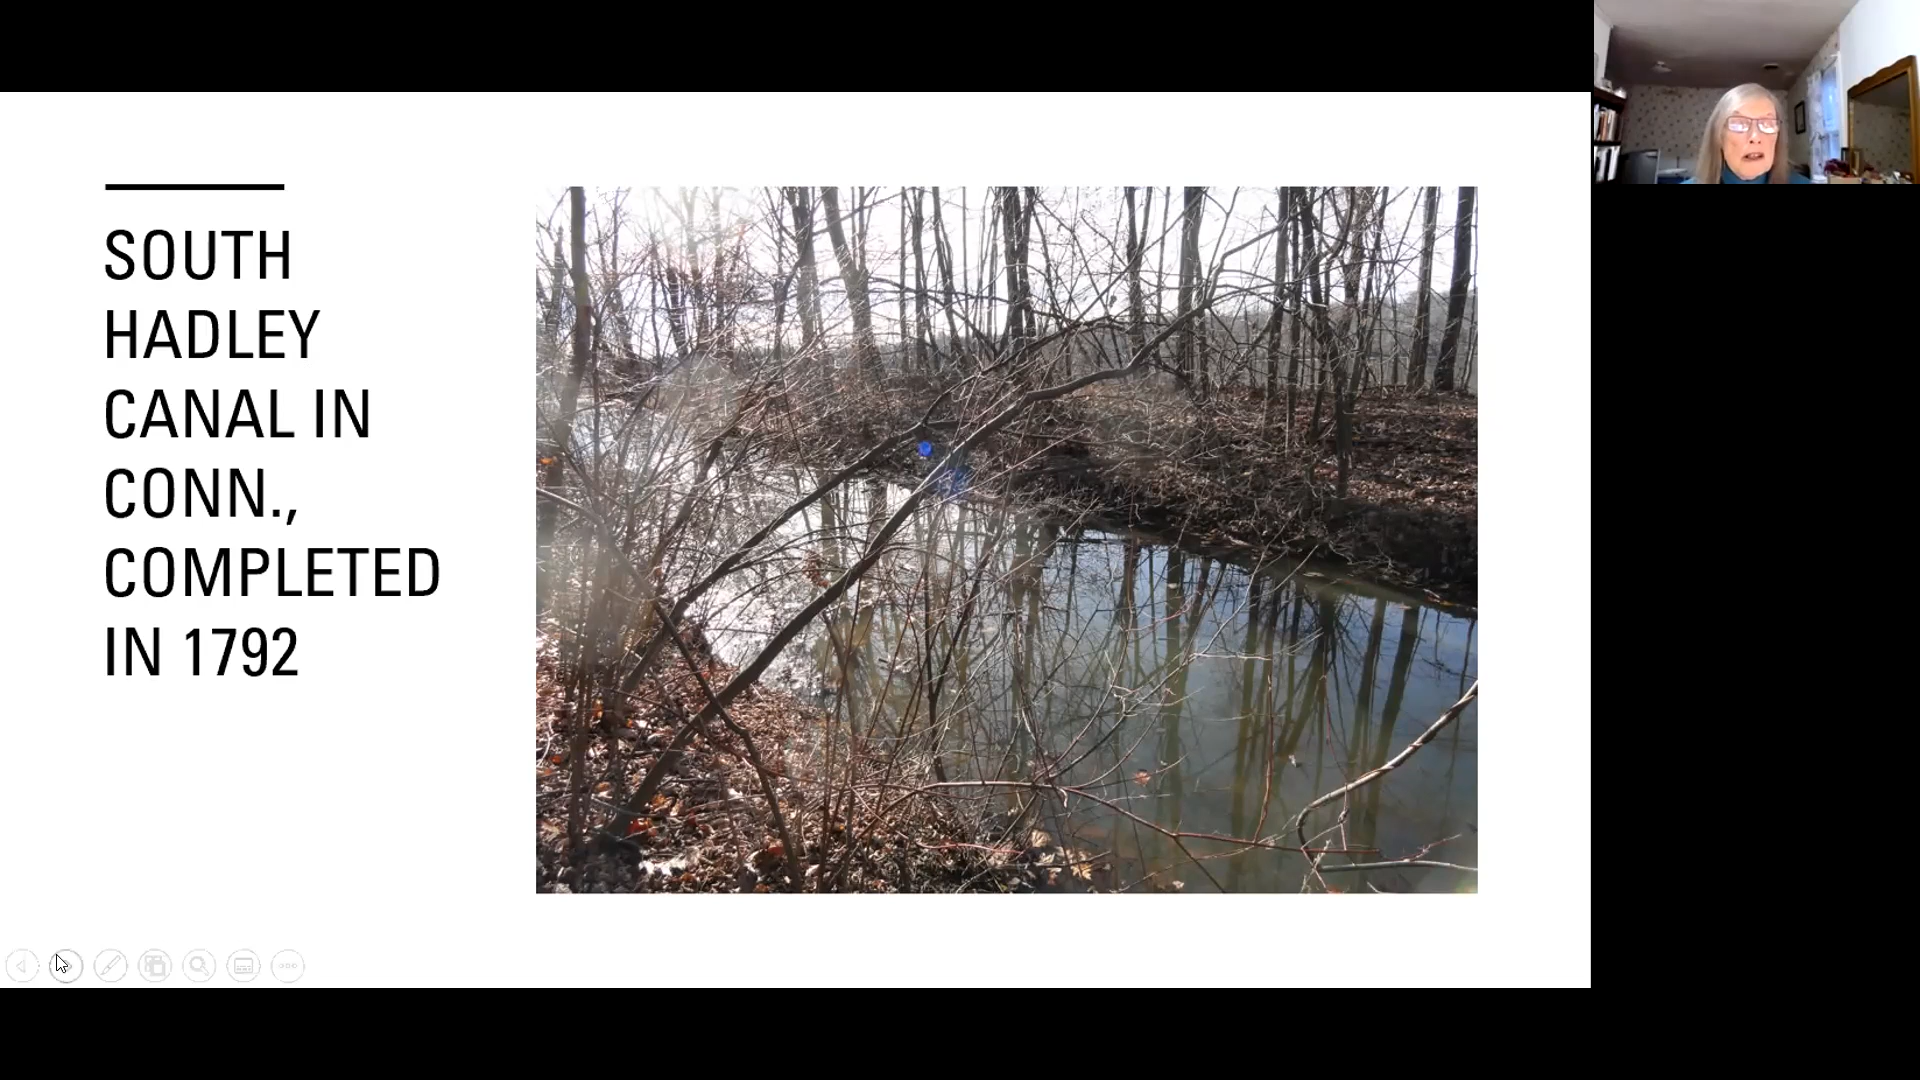 SOUTH
HADLEY
CANAL IN
CONN.,
COMPLETED
IN 1792